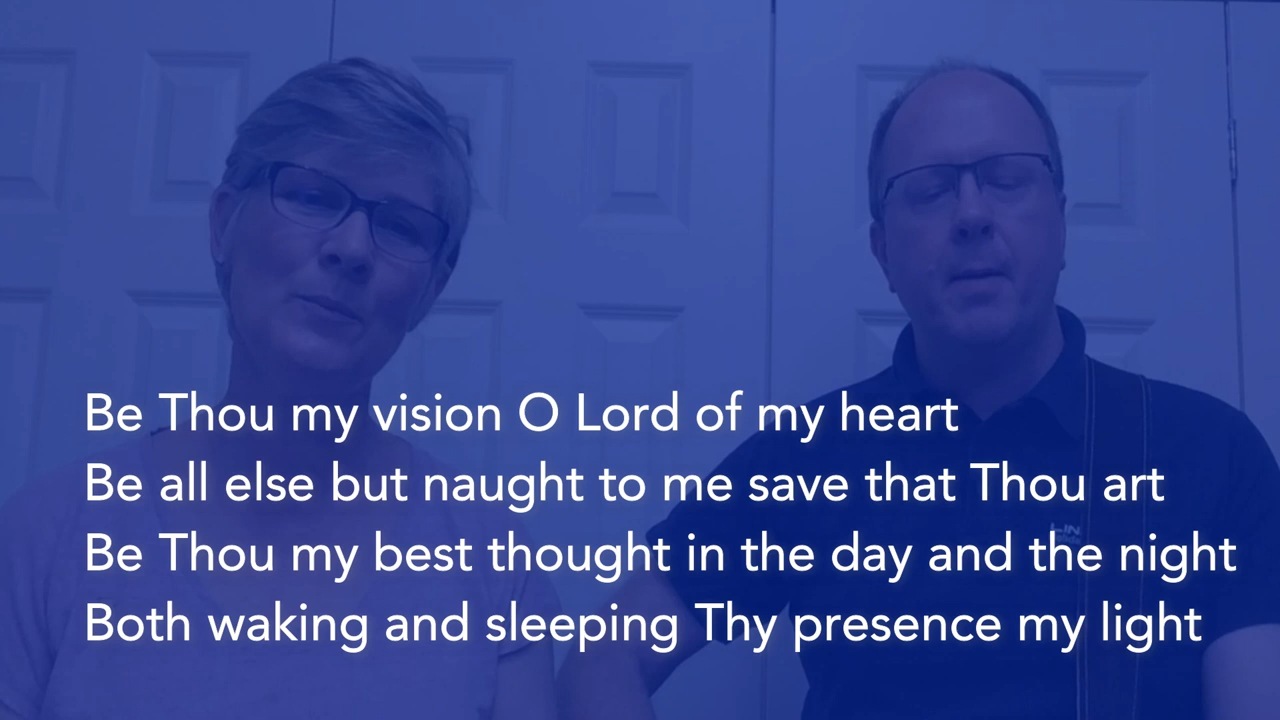 Be Thou my vision O Lord of my heart
Be all else but naught to me save that Thou art
Be Thou my best thought in the day and the night
Both waking and sleeping Thy presence my light